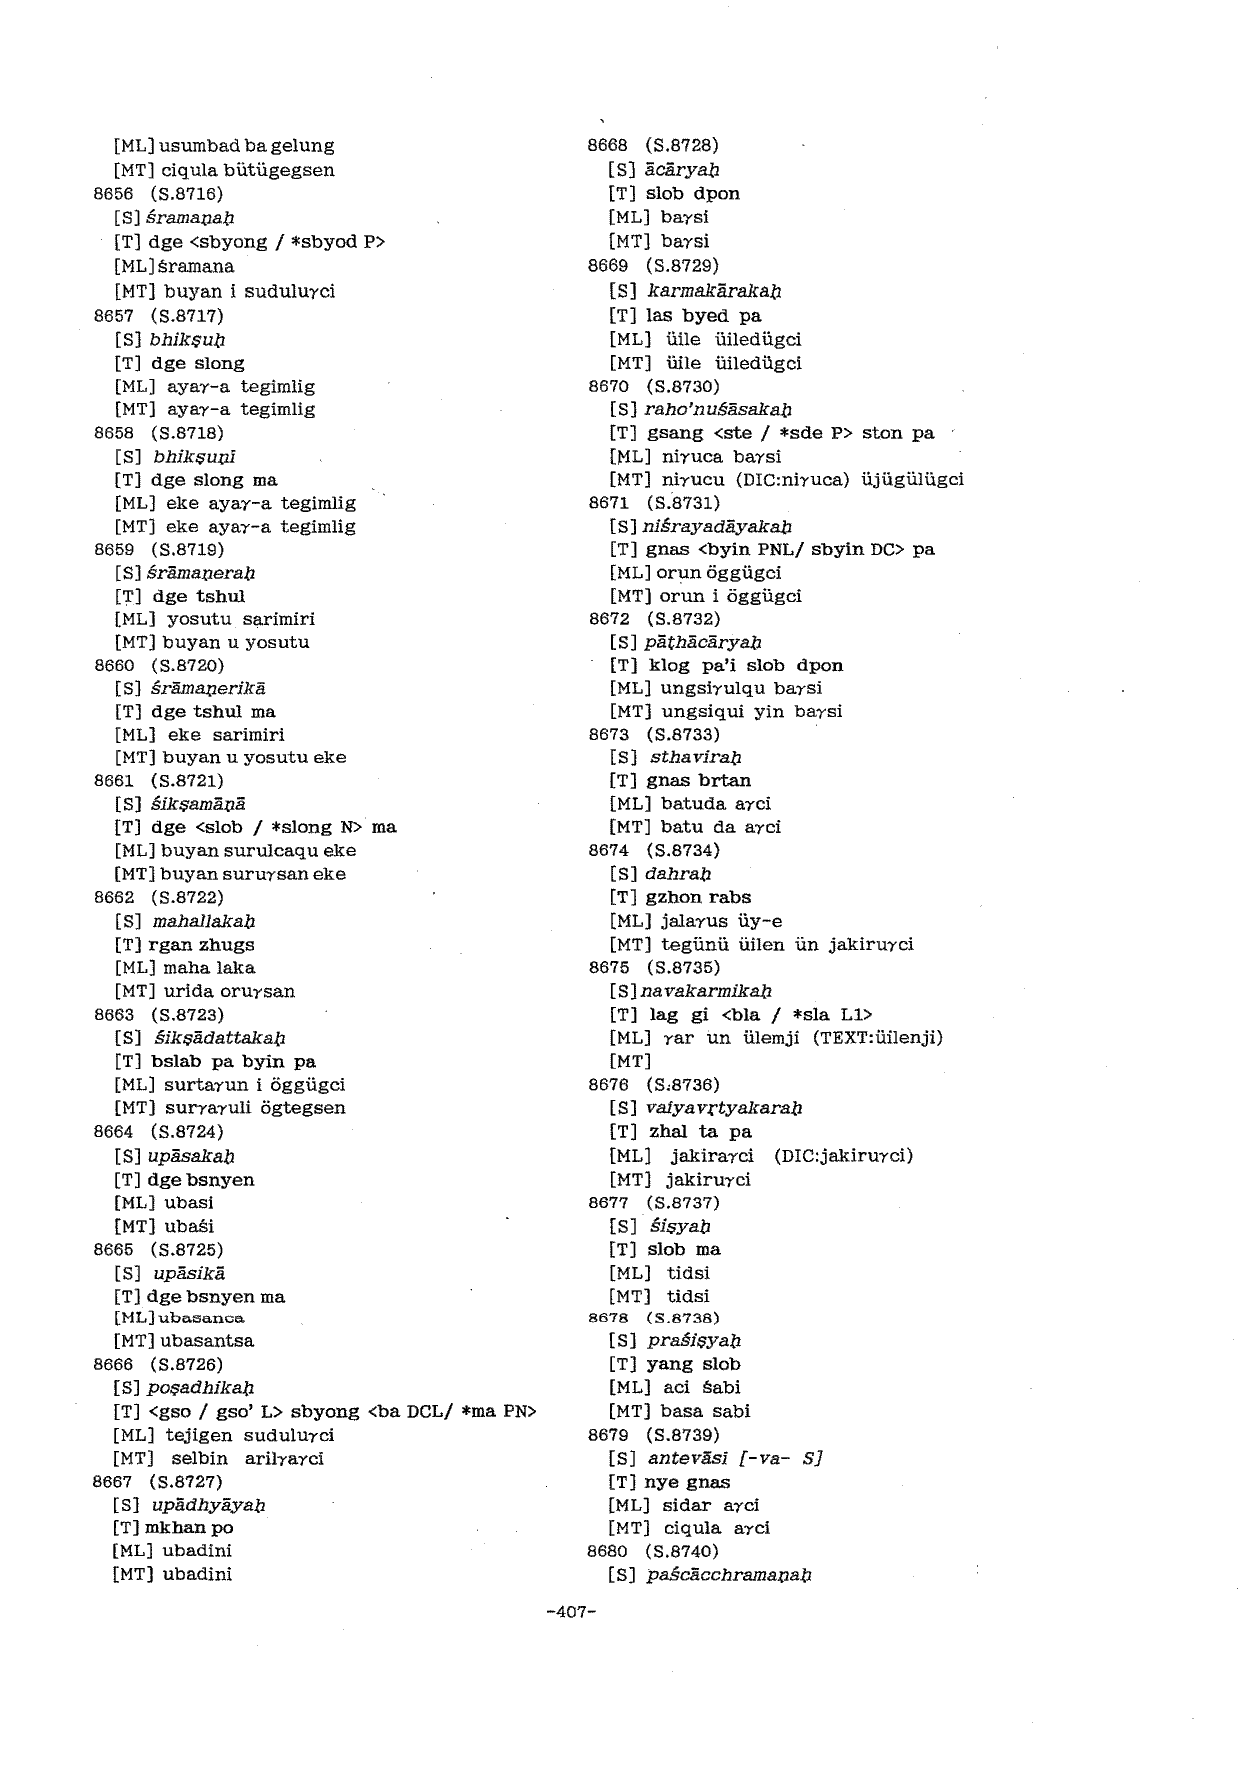 [ML] usumbad ba gelung
[MT] ciqula bütügegsen
8656 (S.8716)
[S] śramaṇaḥ
[T] dge <sbyong / *sbyod P>
[ML] śramana
[MT] buyan i suduluγci
8657 (S.8717)
[S] bhikṣuḥ
[T] dge slong
[ML] ayaγ-a tegimlig
[MT] ayaγ-a tegimlig
8658 (S.8718)
[S] bhikṣuṇī
[T] dge slong ma
[ML] eke ayaγ-a tegimlig
[MT] eke ayaγ-a tegimlig
8659 (S.8719)
[S] śrāmaṇeraḥ
[T] dge tshul
[ML] yosutu sarimiri
[MT] buyan u yosutu
8660 (S.8720)
[S] śrāmaṇerikā
[T] dge tshul ma
[ML] eke sarimiri
[MT] buyan u yosutu eke
8661 (S.8721)
[S] śikṣamāṇā
[T] dge <slob / *slong N> ma
[ML] buyan surulcaqu eke
[MT] buyan suruγsan eke
8662 (S.8722)
[S] mahallakaḥ
[T] rgan zhugs
[ML] maha laka
[MT] urida oruγsan
8663 (S.8723)
[S] śikṣādattakaḥ
[T] bslab pa byin pa
[ML] surtaγun i öggügci
[MT] surγaγuli ögtegsen
8664 (S.8724)
[S] upāsakaḥ
[T] dge bsnyen
[ML] ubasi
[MT] ubaśi
8665 (S.8725)
[S] upāsikā
[T] dge bsnyen ma
[ML] ubasanca
[MT] ubasantsa
8666 (S.8726)
[S] poṣadhikaḥ
[T] <gso / gso' L> sbyong <ba DCL/ *ma PN>
[ML] tejigen suduluγci
[MT] selbin arilγaγci
8667 (S.8727)
[S] upādhyāyaḥ
[T] mkhan po
[ML] ubadini
[MT] ubadini
8668 (S.8728)
[S] ācāryaḥ
[T] slob dpon
[ML] baγsi
[MT] baγsi
8669 (S.8729)
[S] karmakārakaḥ
[T] las byed pa
[ML] üile üiledügci
[MT] üile üiledügci
8670 (S.8730)
[S] raho'nuśāsakaḥ
[T] gsang <ste / *sde P> ston pa
[ML] niγuca baγsi
[MT] niγucu (DIC:niγuca) üjügülügci
8671 (S.8731)
[S] niśrayadāyakaḥ
[T] gnas <byin PNL/ sbyin DC> pa
[ML] orun öggügci
[MT] orun i öggügci
8672 (S.8732)
[S] pāṭhācāryaḥ
[T] klog pa'i slob dpon
[ML] ungsiγulqu baγsi
[MT] ungsiqui yin baγsi
8673 (S.8733)
[S] sthaviraḥ
[T] gnas brtan
[ML] batuda aγci
[MT] batu da aγci
8674 (S.8734)
[S] dahraḥ
[T] gzhon rabs
[ML] jalaγus üy-e
[MT] tegünü üilen ün jakiruγci
8675 (S.8735)
[S] navakarmikaḥ
[T] lag gi <bla / *sla L1>
[ML] γar un ülemji (TEXT:üilenji)
[MT]
8676 (S.8736)
[S] vaiyavṛtyakaraḥ
[T] zhal ta pa
[ML] jakiraγci (DIC:jakiruγci)
[MT] jakiruγci
8677 (S.8737)
[S] śiṣyaḥ
[T] slob ma
[ML] tidsi
[MT] tidsi
8678 (S.8738)
[S] praśiṣyaḥ
[T] yang slob
[ML] aci śabi
[MT] basa sabi
8679 (S.8739)
[S] antevāsi [-va- S]
[T] nye gnas
[ML] sidar aγci
[MT] ciqula aγci
8680 (S.8740)
[S] paścācchramaṇaḥ
-407-